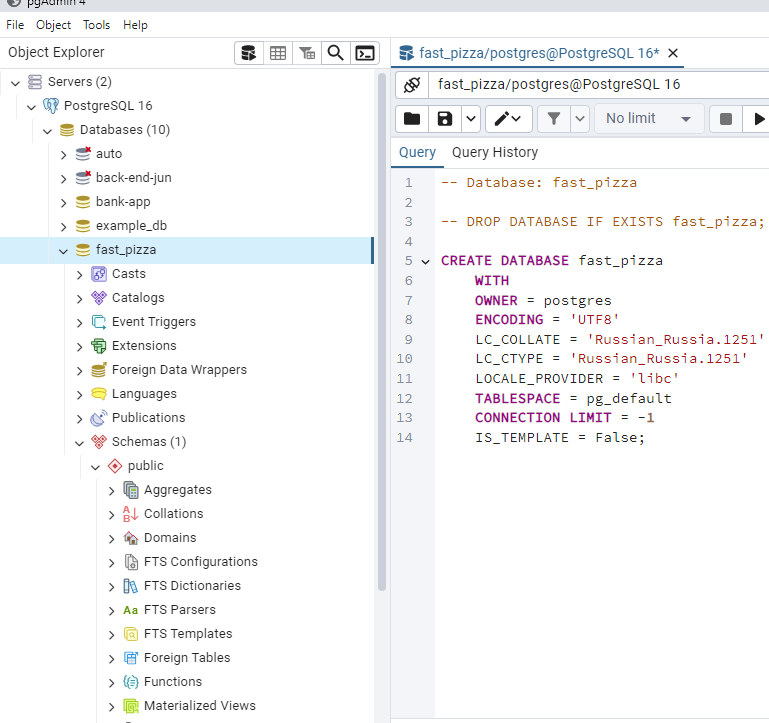 pgAdmin 4
File Object Tools Help
Object Explorer
Servers (2)
PostgreSQL 16
Databases (10)
auto
back-end-jun
bank-app
example_db
fast_pizza
Casts
Catalogs
Event Triggers
Extensions
Foreign Data Wrappers
Languages
Publications
Schemas (1)
public
Aggregates
Collations
Domains
FTS Configurations
FTS Dictionaries
Aa FTS Parsers
FTS Templates
Foreign Tables
Functions
Materialized Views
fast_pizza/postgres@PostgreSQL 16*
fast_pizza/postgres@PostgreSQL 16
No limit
Query Query History
1 -- Database: fast_pizza
2
3 -- DROP DATABASE IF EXISTS fast_pizza;
4
5 CREATE DATABASE fast_pizza
6 WITH
7 OWNER = postgres
8 ENCODING = 'UTF8'
9 LC_COLLATE = 'Russian_Russia.1251'
10 LC_CTYPE = 'Russian_Russia.1251'
11 LOCALE_PROVIDER = 'libc'
12 TABLESPACE = pg_default
13 CONNECTION LIMIT = -1
14 IS_TEMPLATE = False;